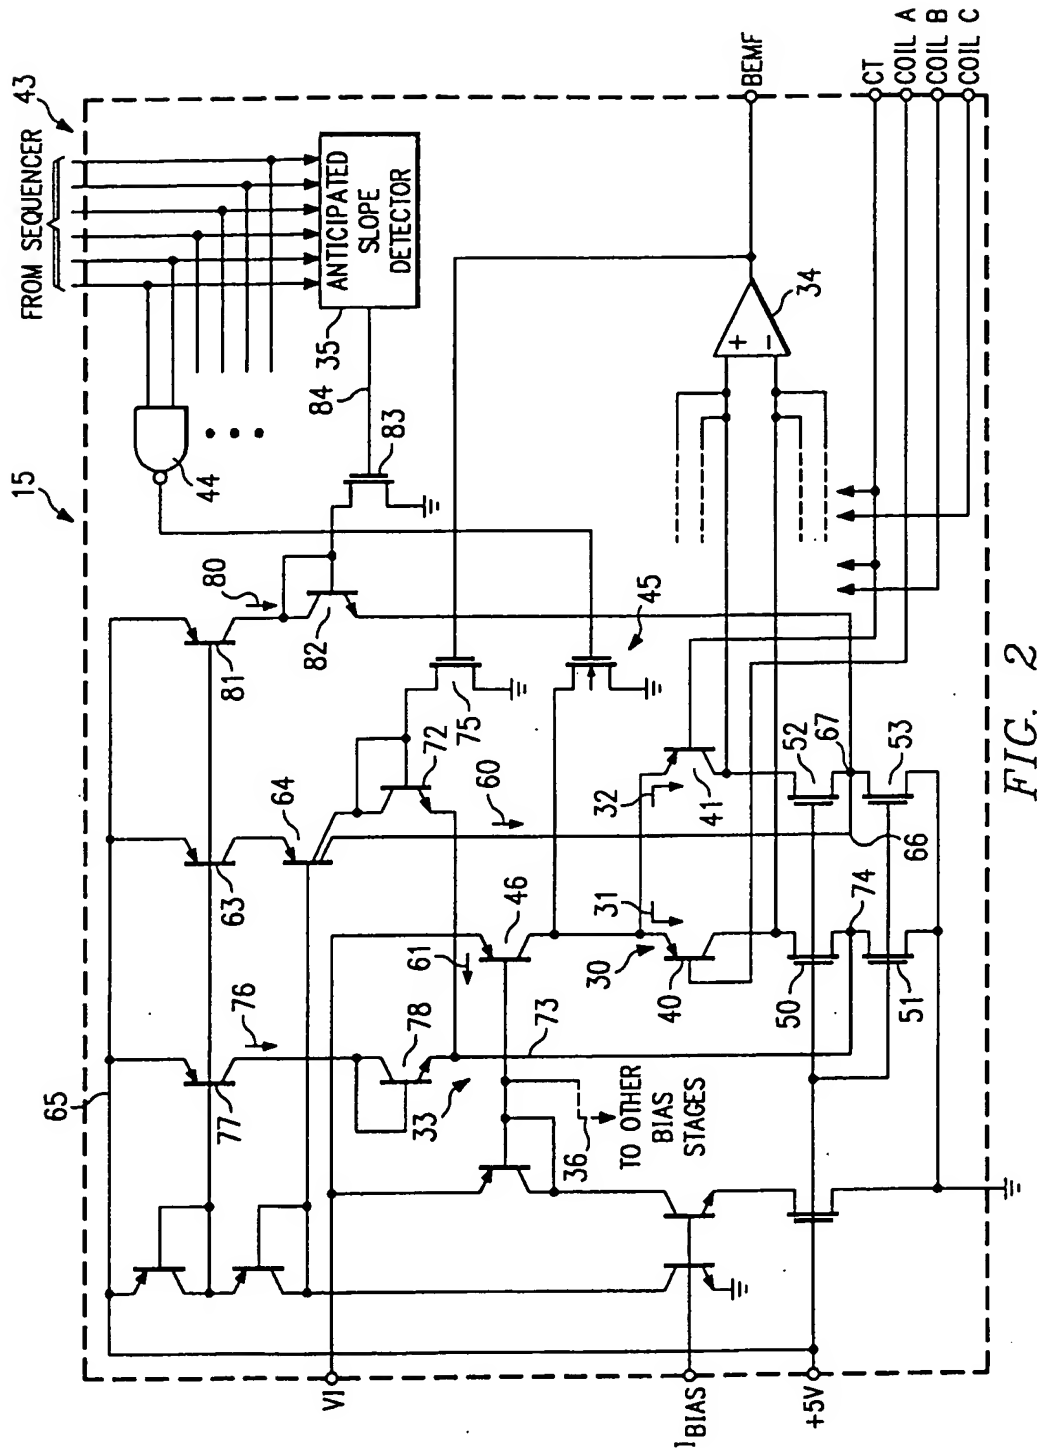 FROM SEQUENCER
43
15
ANTICIPATED
SLOPE
DETECTOR
35
84
83
44
80
81
82
65
77
76
63
64
72
75
45
78
33
73
61
46
60
36
TO OTHER
BIAS
STAGES
30
31
32
40
41
50
51
52
53
66
67
74
+
−
34
BEMF
CT
COIL A
COIL B
COIL C
VI
IBIAS
+5V
FIG. 2